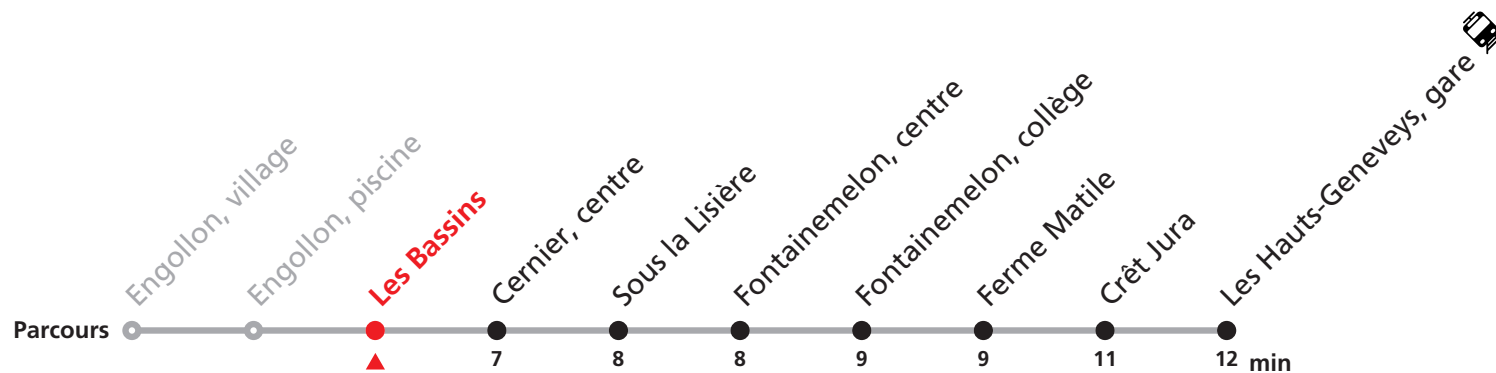 Engollon, village
Engollon, piscine
Les Bassins
Cernier, centre
Sous la Lisière
Fontainemelon, centre
Fontainemelon, collège
Ferme Matile
Crêt Jura
Les Hauts-Geneveys, gare
Parcours
7 8 8 9 9 11 12 min